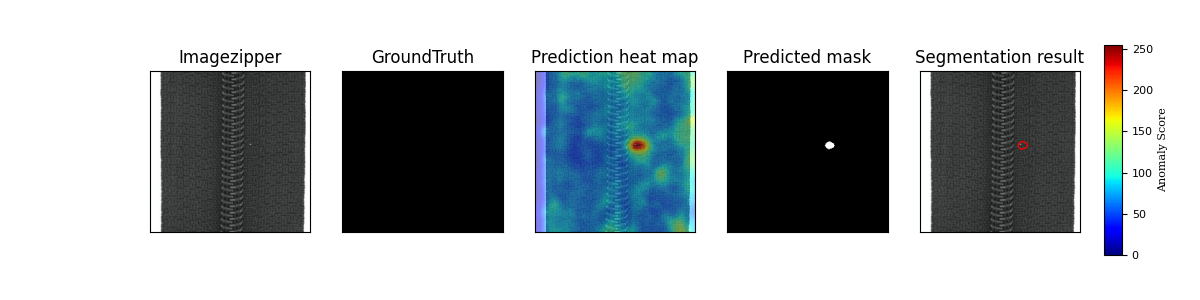 Imagezipper
GroundTruth
Prediction heat map
Predicted mask
Segmentation result
250
200
150
100
50
0
Anomaly Score